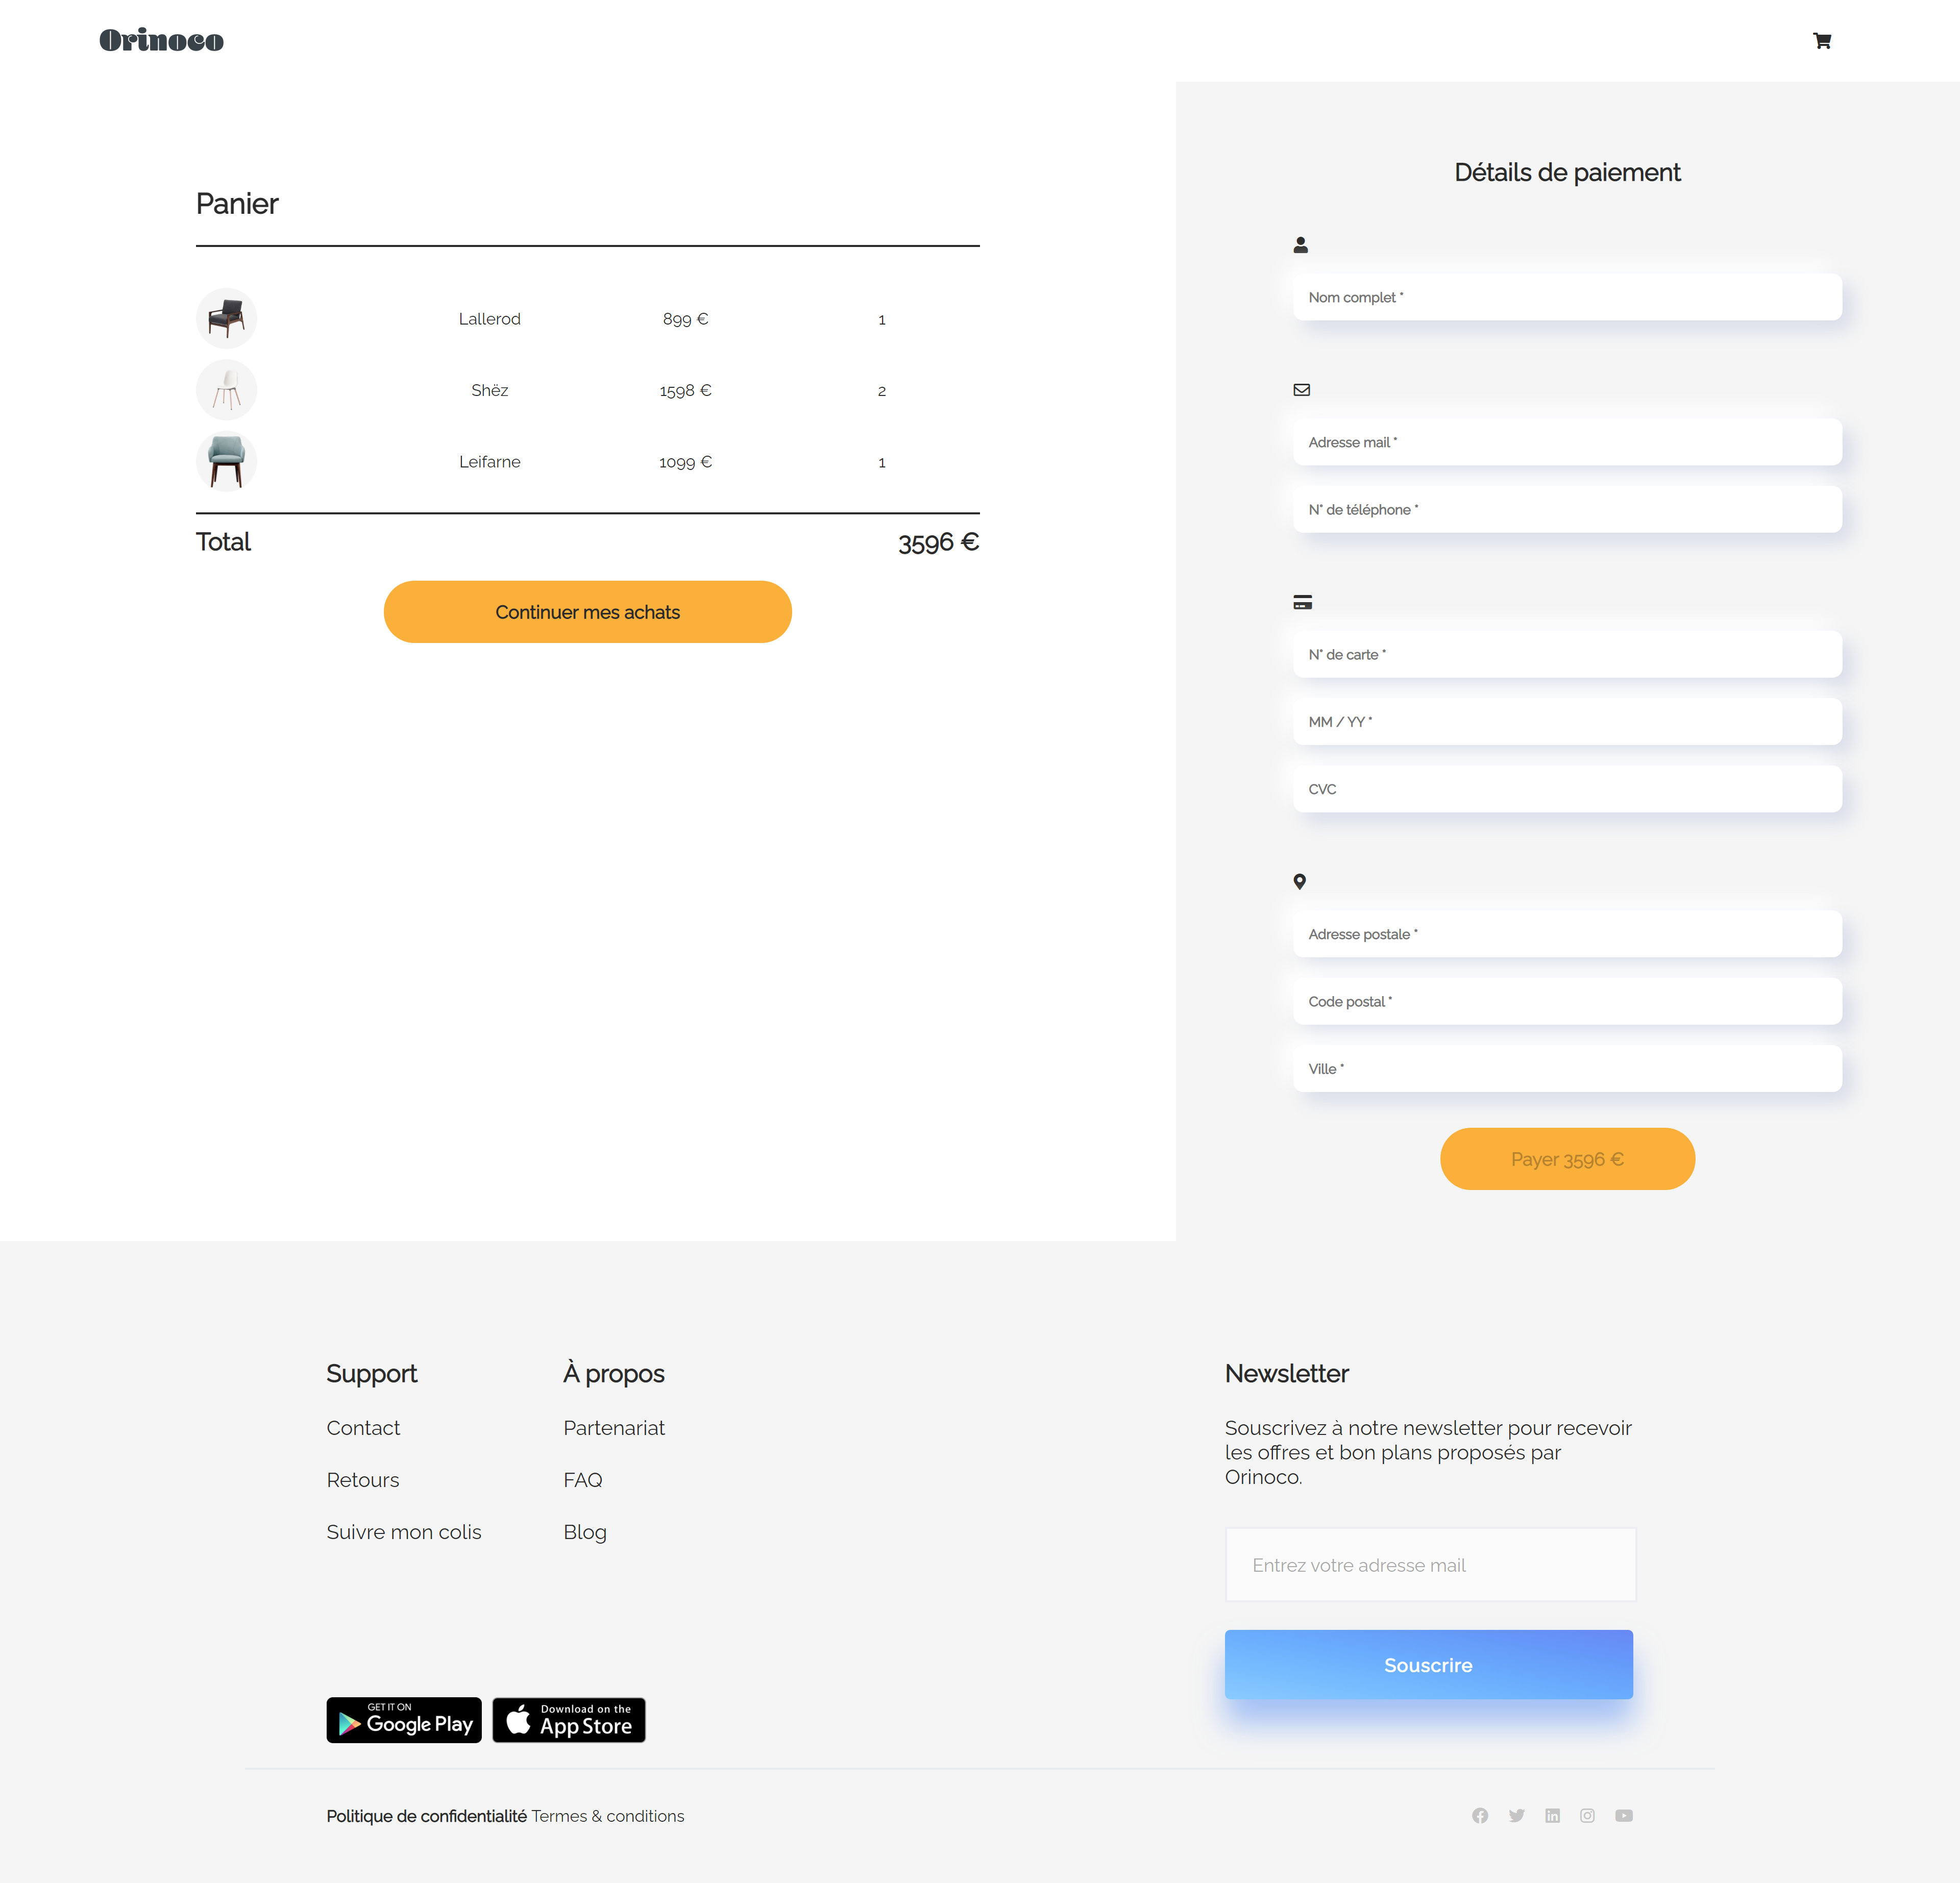 Orinoco
Panier
Lallerod 899 € 1
Shëz 1598 € 2
Leifarne 1099 € 1
Total 3596 €
Continuer mes achats
Détails de paiement
Nom complet *
Adresse mail *
N° de téléphone *
N° de carte *
MM / YY *
CVC
Adresse postale *
Code postal *
Ville *
Payer 3596 €
Support
Contact
Retours
Suivre mon colis
À propos
Partenariat
FAQ
Blog
Newsletter
Souscrivez à notre newsletter pour recevoir
les offres et bon plans proposés par
Orinoco.
Entrez votre adresse mail
Souscrire
GET IT ON
Google Play
Download on the
App Store
Politique de confidentialité Termes & conditions